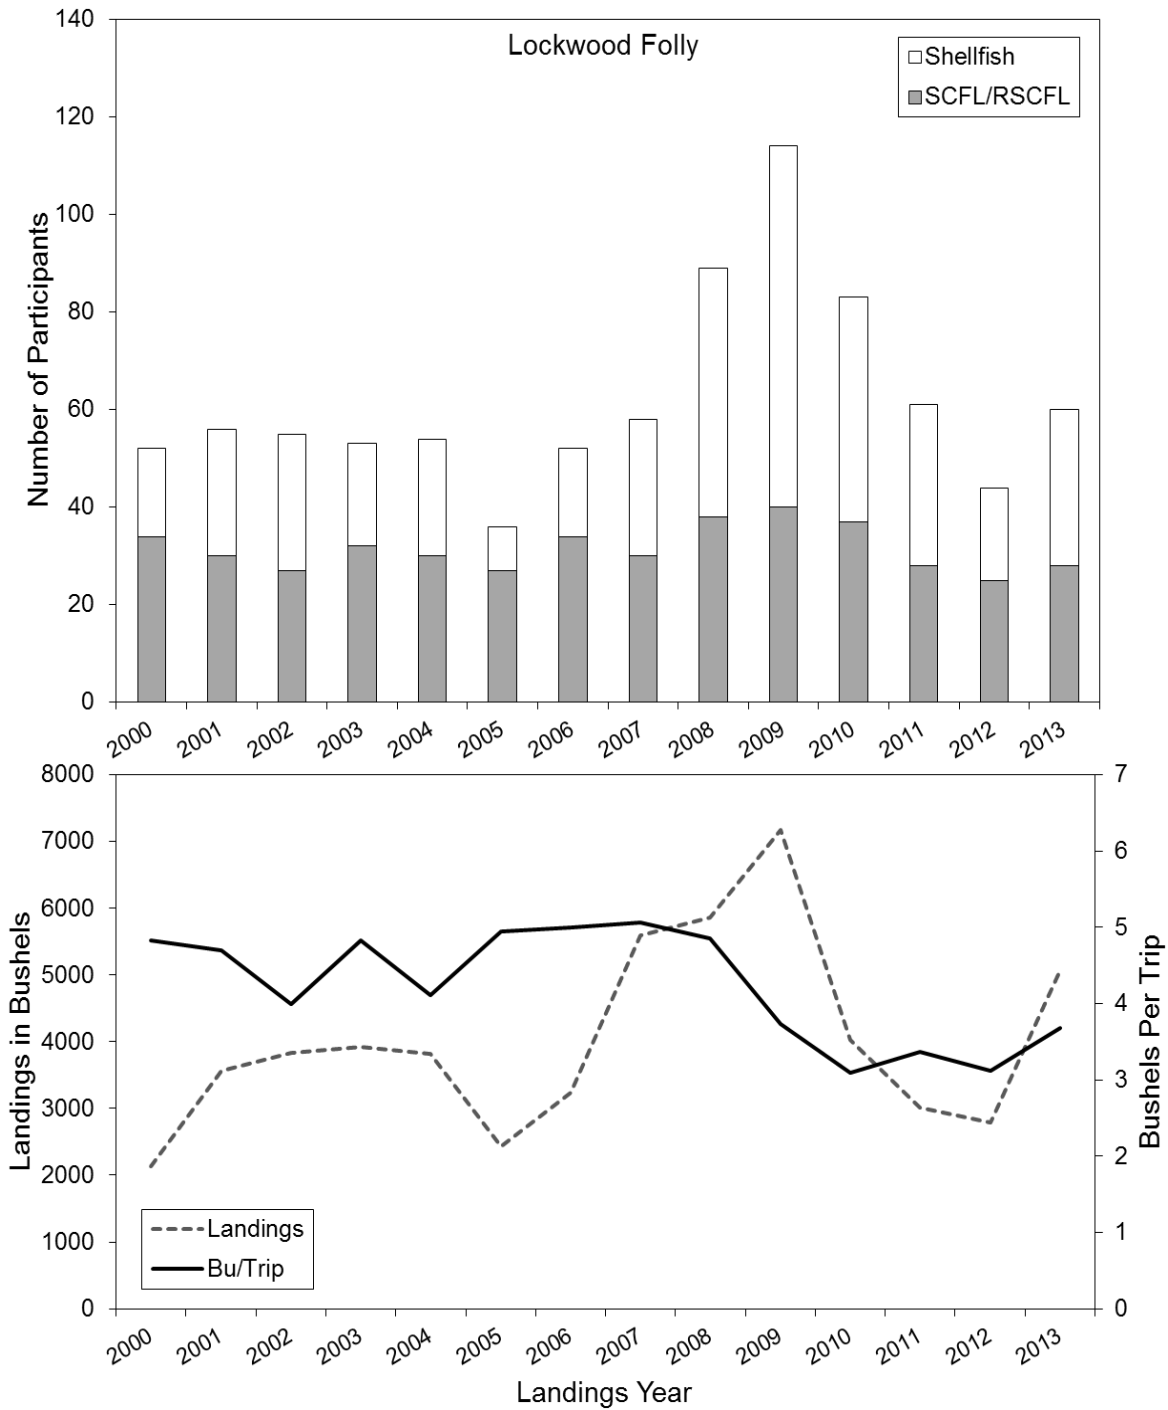 Lockwood Folly
Shellfish
SCFL/RSCFL
Number of Participants
140
120
100
80
60
40
20
0
2000 2001 2002 2003 2004 2005 2006 2007 2008 2009 2010 2011 2012 2013
Landings in Bushels
8000
7000
6000
5000
4000
3000
2000
1000
0
7
6
5
4
3
2
1
0
Bushels Per Trip
Landings
Bu/Trip
2000 2001 2002 2003 2004 2005 2006 2007 2008 2009 2010 2011 2012 2013
Landings Year